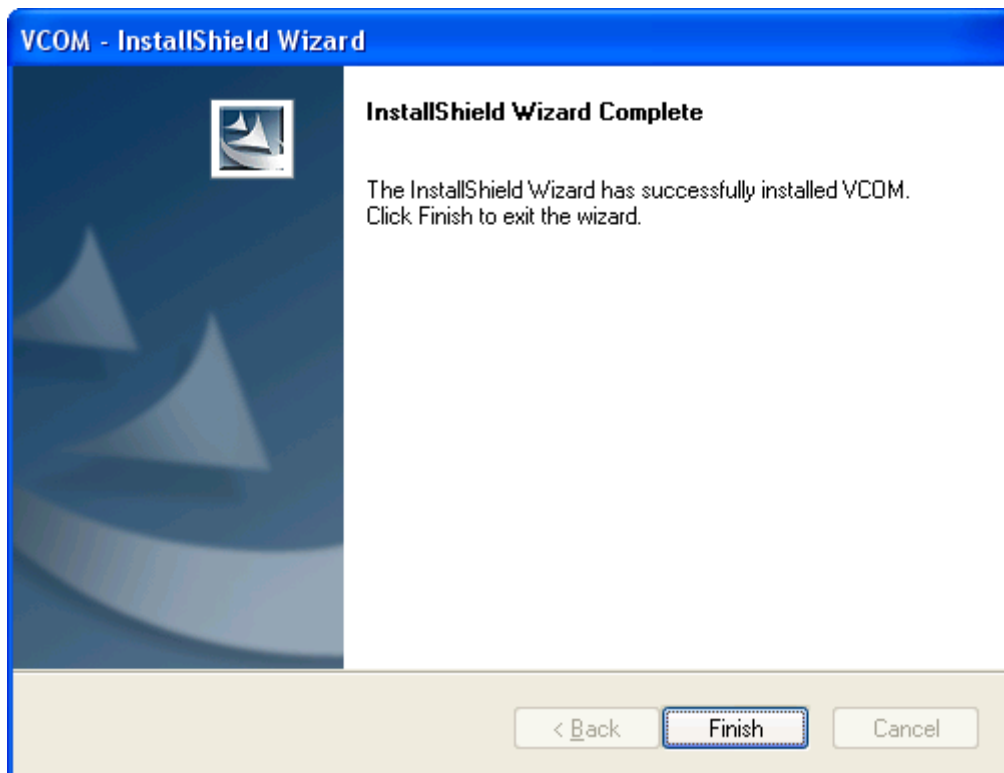 VCOM - InstallShield Wizard
InstallShield Wizard Complete
The InstallShield Wizard has successfully installed VCOM.
Click Finish to exit the wizard.
< Back
Finish
Cancel